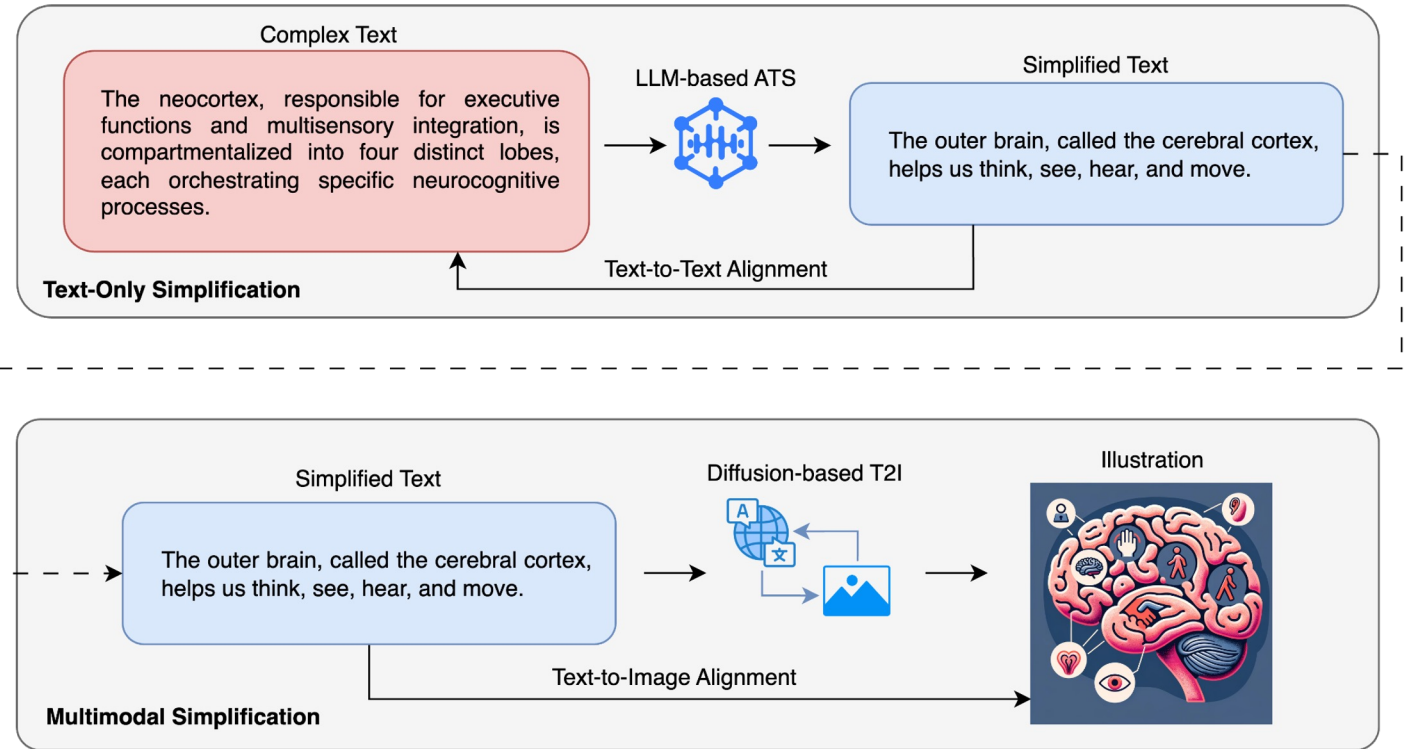 Complex Text
The neocortex, responsible for executive
functions and multisensory integration, is
compartmentalized into four distinct lobes,
each orchestrating specific neurocognitive
processes.
LLM-based ATS
Simplified Text
The outer brain, called the cerebral cortex,
helps us think, see, hear, and move.
Text-to-Text Alignment
Text-Only Simplification
Simplified Text
The outer brain, called the cerebral cortex,
helps us think, see, hear, and move.
Diffusion-based T2I
A
文
Illustration
Text-to-Image Alignment
Multimodal Simplification